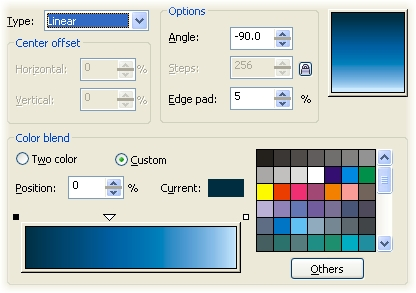 Type: Linear
Options
Center offset
Angle: -90.0
Horizontal: 0 %
Steps: 256
Vertical: 0 %
Edge pad: 5 %
Color blend
Two color Custom
Position: 0 % Current:
Others